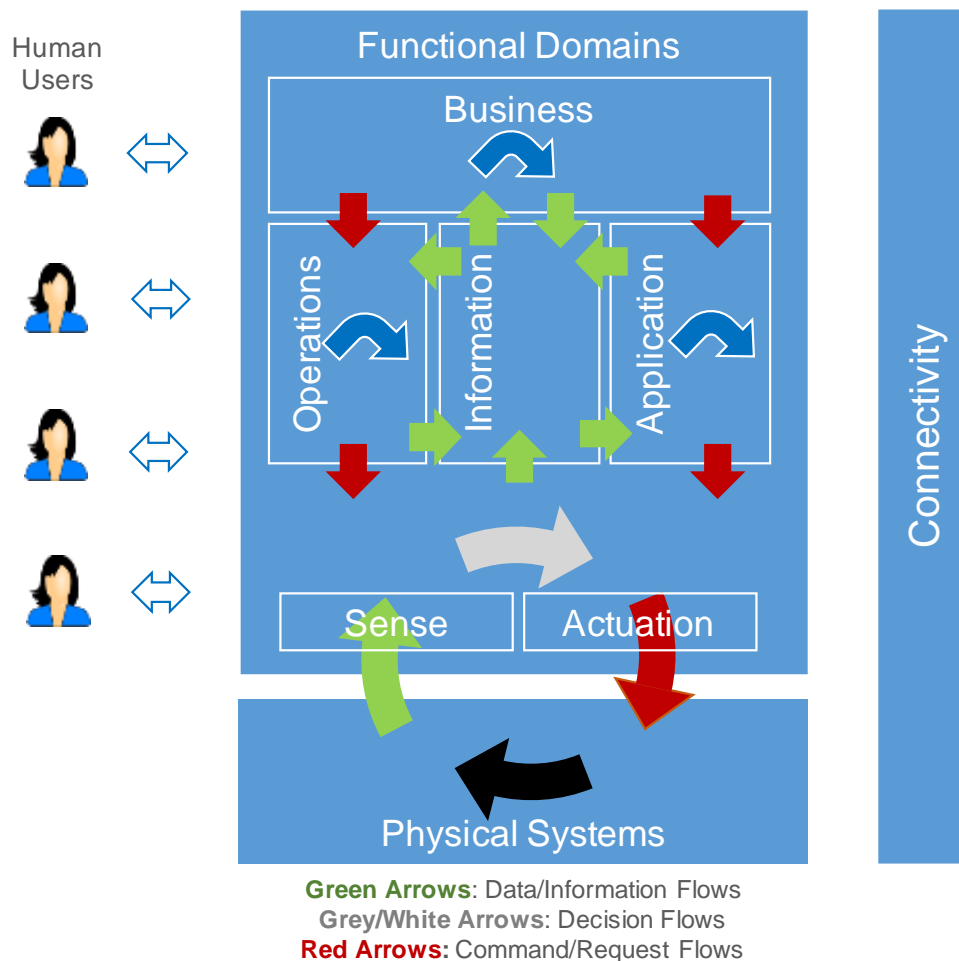 Human
Users
Functional Domains
Business
Operations
Information
Application
Sense
Actuation
Physical Systems
Connectivity
Green Arrows: Data/Information Flows
Grey/White Arrows: Decision Flows
Red Arrows: Command/Request Flows